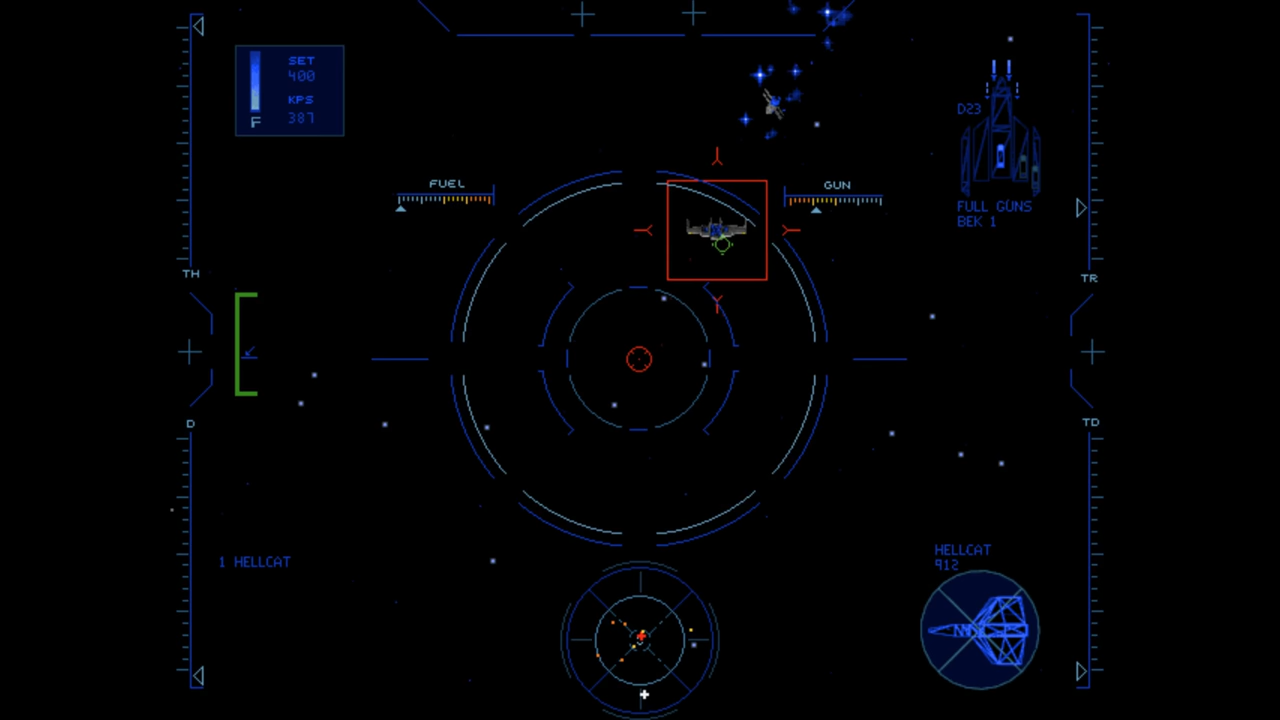 SET
400
KPS
387
F
D23
FUEL
GUN
FULL GUNS
BEK 1
TH
TR
D
TD
HELLCAT
912
1 HELLCAT